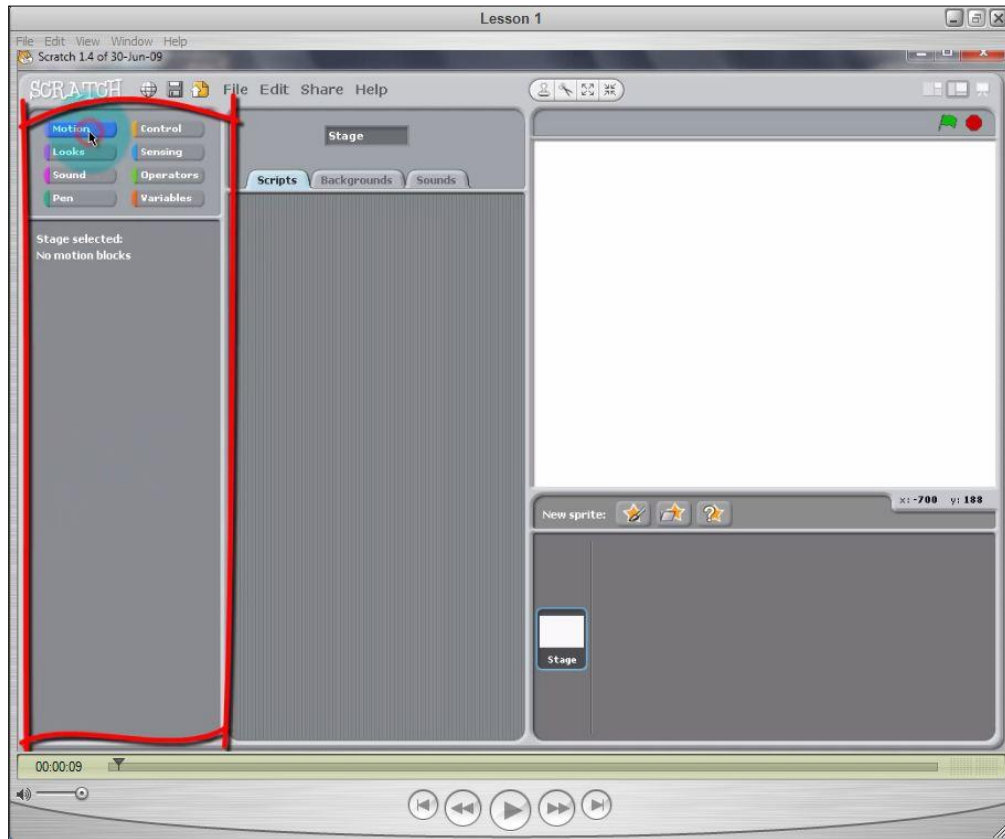 Lesson 1
File Edit View Window Help
Scratch 1.4 of 30-Jun-09
SCRATCH File Edit Share Help
Motion Control
Looks Sensing
Sound Operators
Pen Variables
Stage selected:
No motion blocks
Stage
Scripts Backgrounds Sounds
x: -700 y: 188
New sprite:
Stage
00:00:09